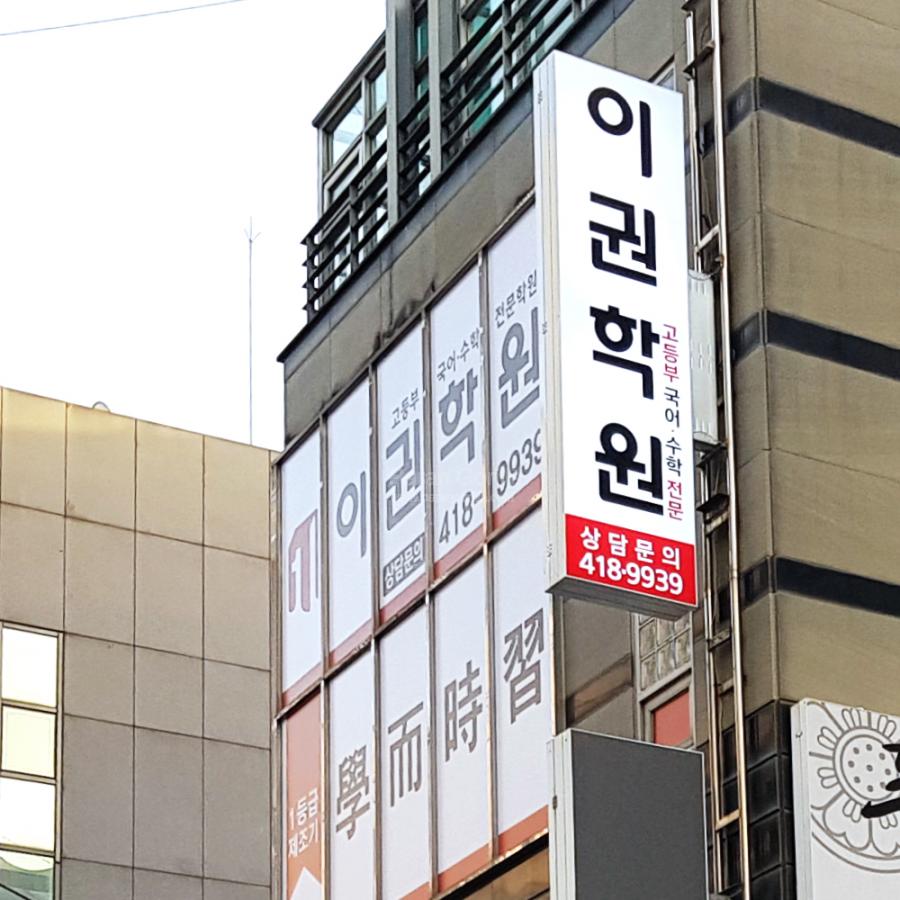 이권학원
고등부 국어·수학 전문
상담문의
418·9939
고등부 국어·수학 전문학원
이권학원
상담문의 418-9939
學而時習
1등급
제조기